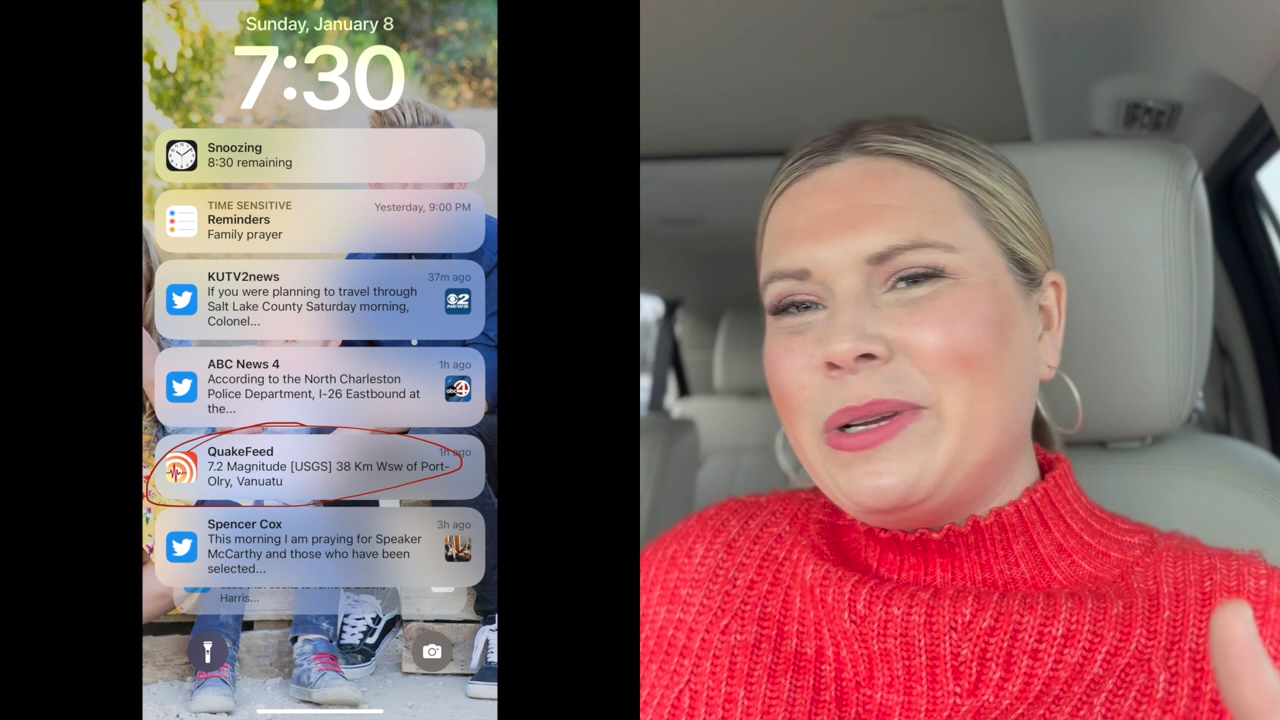 Sunday, January 8
7:30
Snoozing
8:30 remaining
TIME SENSITIVE
Yesterday, 9:00 PM
Reminders
Family prayer
KUTV2news
37m ago
If you were planning to travel through
Salt Lake County Saturday morning,
Colonel...
2
NEWS
ABC News 4
1h ago
According to the North Charleston
Police Department, I-26 Eastbound at
the...
abc 4
QuakeFeed
1h ago
7.2 Magnitude [USGS] 38 Km Wsw of Port-
Olry, Vanuatu
Spencer Cox
3h ago
This morning I am praying for Speaker
McCarthy and those who have been
selected...
Harris...